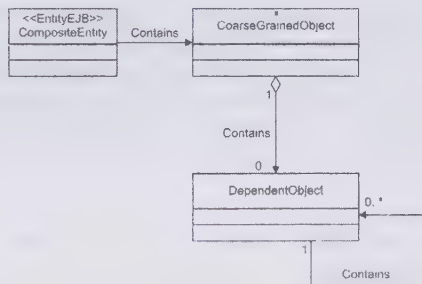 <<EntityEJB>>
CompositeEntity
Contains
CoarseGrainedObject
1
Contains
0
DependentObject
0. *
1
Contains